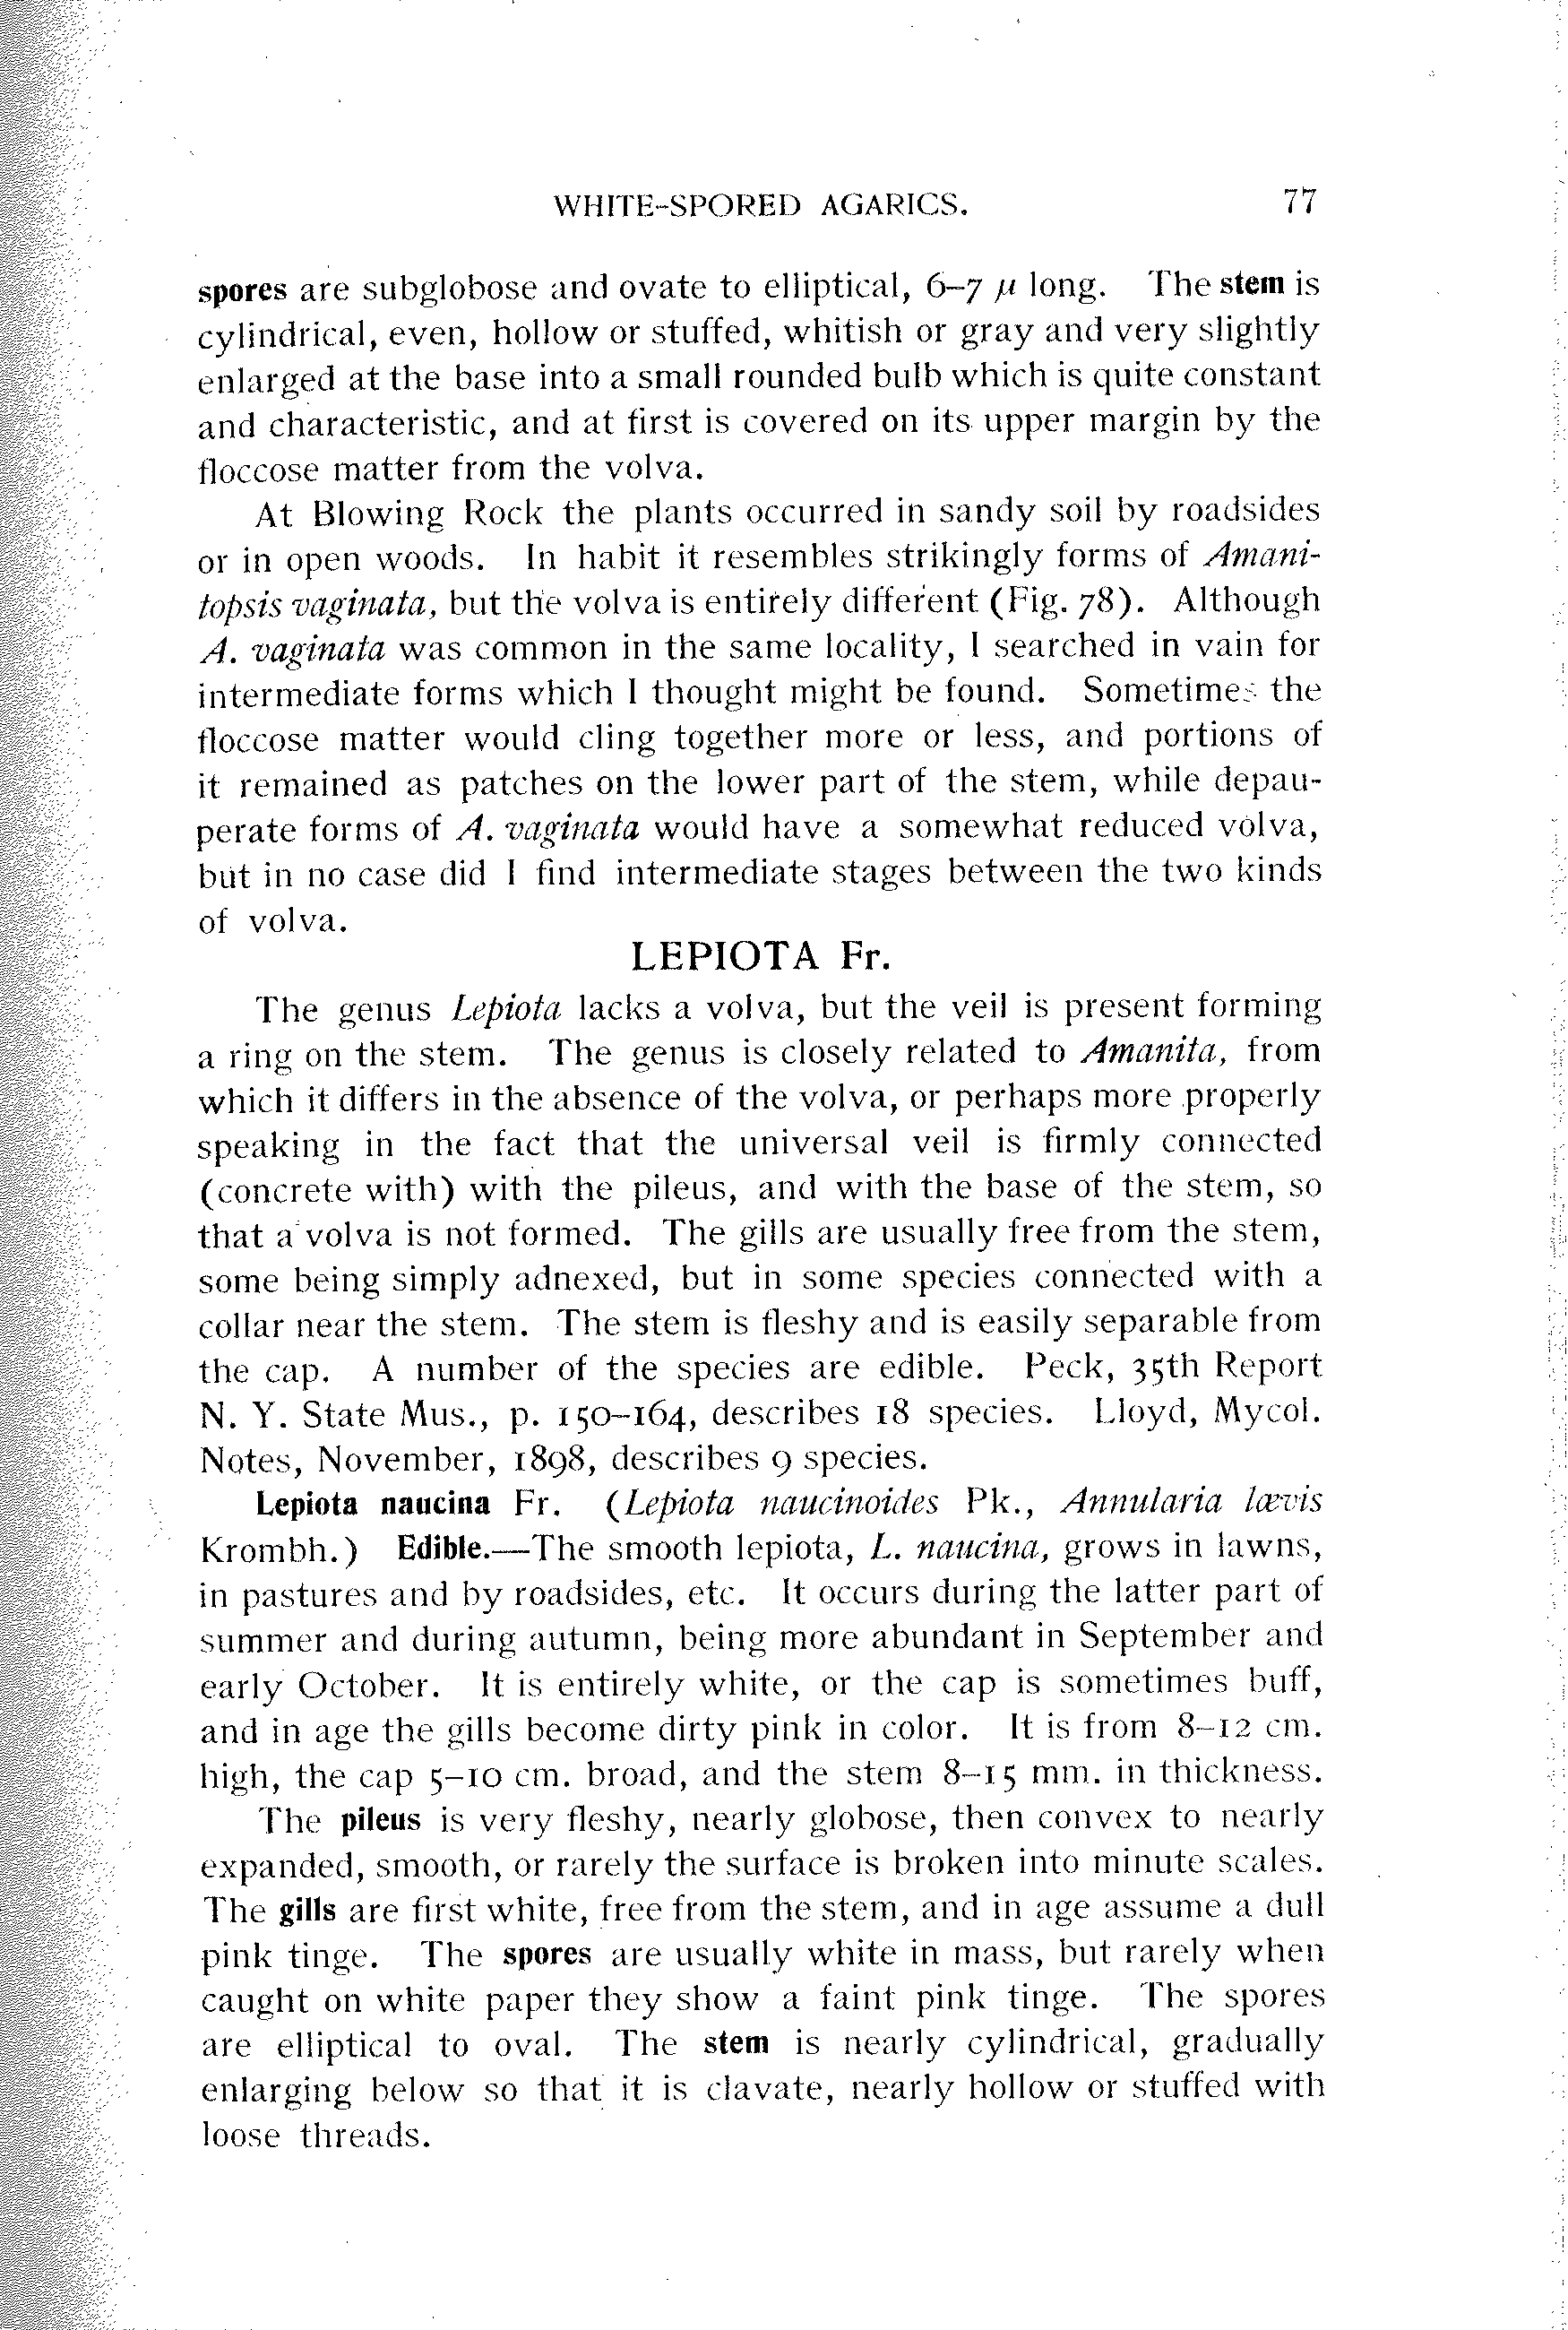 WHITE-SPORED AGARICS. 77
spores are subglobose and ovate to elliptical, 6–7 μ long. The stem is
cylindrical, even, hollow or stuffed, whitish or gray and very slightly
enlarged at the base into a small rounded bulb which is quite constant
and characteristic, and at first is covered on its upper margin by the
floccose matter from the volva.
At Blowing Rock the plants occurred in sandy soil by roadsides
or in open woods. In habit it resembles strikingly forms of Amani-
topsis vaginata, but the volva is entirely different (Fig. 78). Although
A. vaginata was common in the same locality, I searched in vain for
intermediate forms which I thought might be found. Sometimes the
floccose matter would cling together more or less, and portions of
it remained as patches on the lower part of the stem, while depau-
perate forms of A. vaginata would have a somewhat reduced volva,
but in no case did I find intermediate stages between the two kinds
of volva.
LEPIOTA Fr.
The genus Lepiota lacks a volva, but the veil is present forming
a ring on the stem. The genus is closely related to Amanita, from
which it differs in the absence of the volva, or perhaps more properly
speaking in the fact that the universal veil is firmly connected
(concrete with) with the pileus, and with the base of the stem, so
that a volva is not formed. The gills are usually free from the stem,
some being simply adnexed, but in some species connected with a
collar near the stem. The stem is fleshy and is easily separable from
the cap. A number of the species are edible. Peck, 35th Report
N. Y. State Mus., p. 150–164, describes 18 species. Lloyd, Mycol.
Notes, November, 1898, describes 9 species.
Lepiota naucina Fr. (Lepiota naucinoides Pk., Annularia lævis
Krombh.) Edible.—The smooth lepiota, L. naucina, grows in lawns,
in pastures and by roadsides, etc. It occurs during the latter part of
summer and during autumn, being more abundant in September and
early October. It is entirely white, or the cap is sometimes buff,
and in age the gills become dirty pink in color. It is from 8–12 cm.
high, the cap 5–10 cm. broad, and the stem 8–15 mm. in thickness.
The pileus is very fleshy, nearly globose, then convex to nearly
expanded, smooth, or rarely the surface is broken into minute scales.
The gills are first white, free from the stem, and in age assume a dull
pink tinge. The spores are usually white in mass, but rarely when
caught on white paper they show a faint pink tinge. The spores
are elliptical to oval. The stem is nearly cylindrical, gradually
enlarging below so that it is clavate, nearly hollow or stuffed with
loose threads.